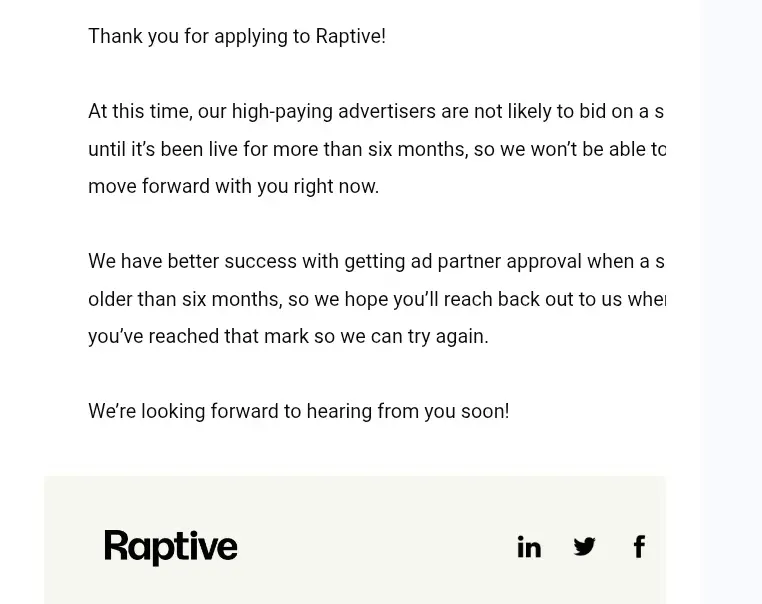 Thank you for applying to Raptive!
At this time, our high-paying advertisers are not likely to bid on a s
until it’s been live for more than six months, so we won’t be able to
move forward with you right now.
We have better success with getting ad partner approval when a s
older than six months, so we hope you’ll reach back out to us when
you’ve reached that mark so we can try again.
We’re looking forward to hearing from you soon!
Raptive